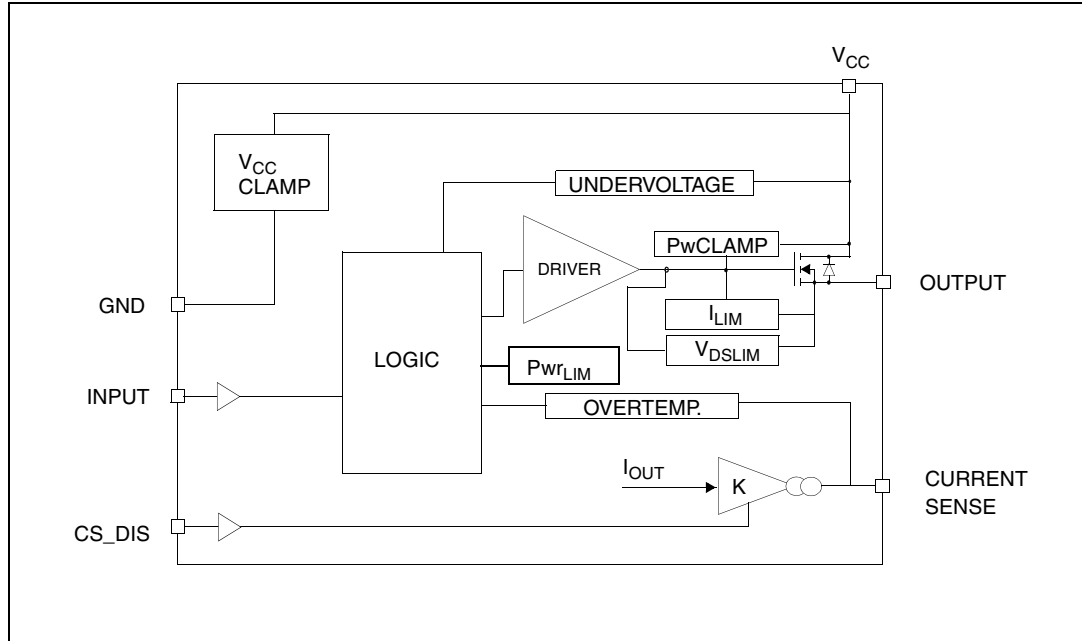 VCC
VCC
CLAMP
UNDERVOLTAGE
PwCLAMP
DRIVER
OUTPUT
GND
ILIM
VDSLIM
LOGIC
PwrLIM
INPUT
OVERTEMP.
IOUT
K
CURRENT
SENSE
CS_DIS